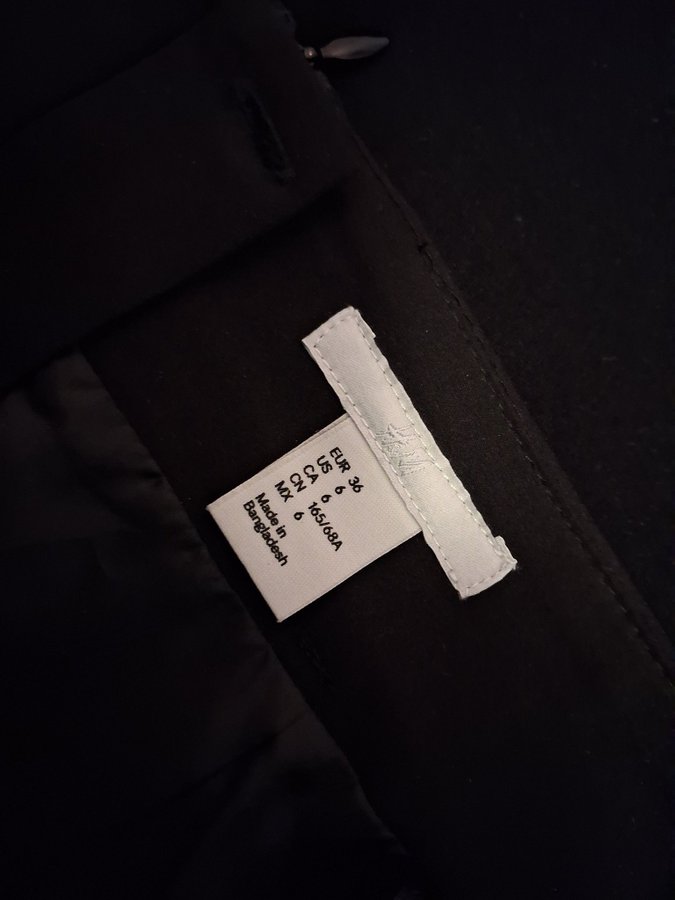 H&M
EUR 36
US 6
CA 6
CN 165/68A
MX 6
Made in
Bangladesh